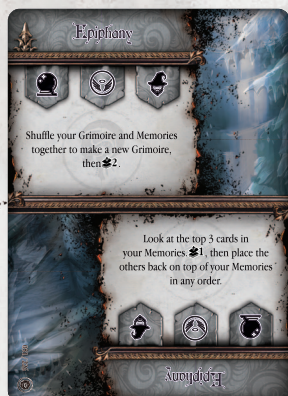 Epiphany
Shuffle your Grimoire and Memories
together to make a new Grimoire,
then 2.
Look at the top 3 cards in
your Memories. 1, then place the
others back on top of your Memories
in any order.
Epiphany